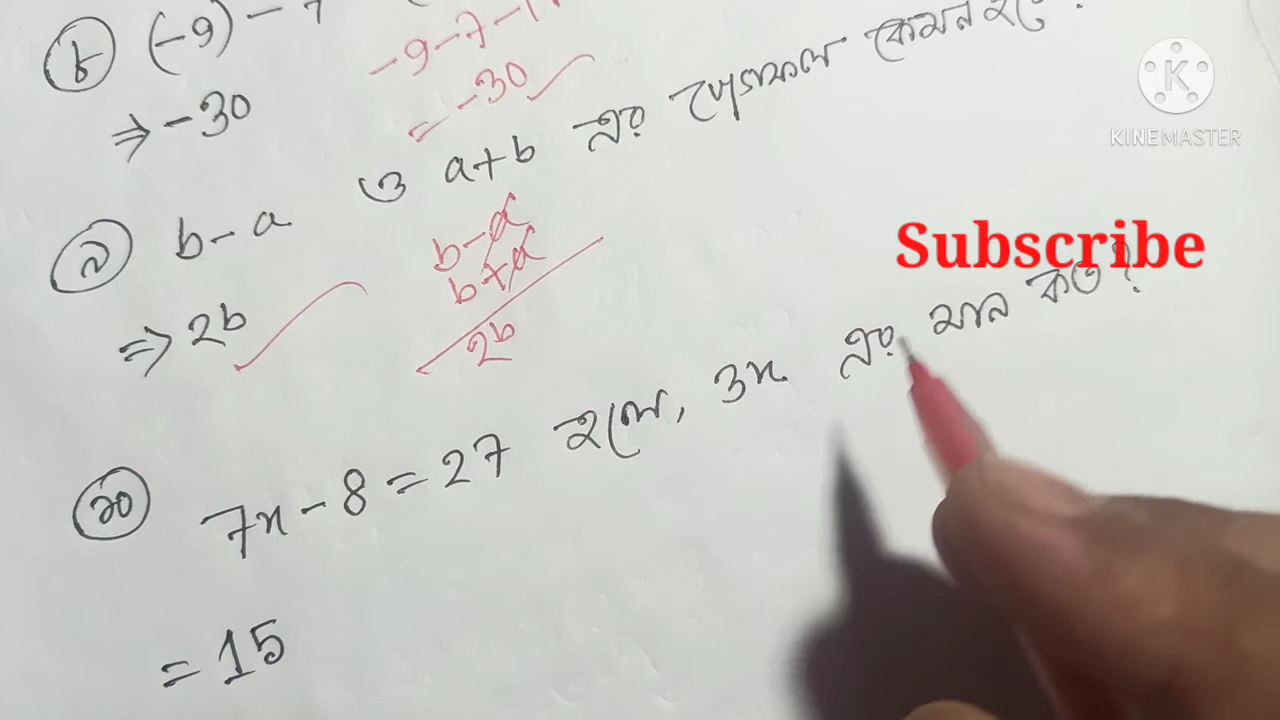 ৮ (-9) - 7
-9-7-1
⇒ -30
= -30
৯ b-a ও a+b এর যোগফল কেমন হবে?
b-a
b+a
⇒ 2b
2b
১০ 7x-8=27 হলে, 3x এর মান কত?
= 15
KINEMASTER
Subscribe